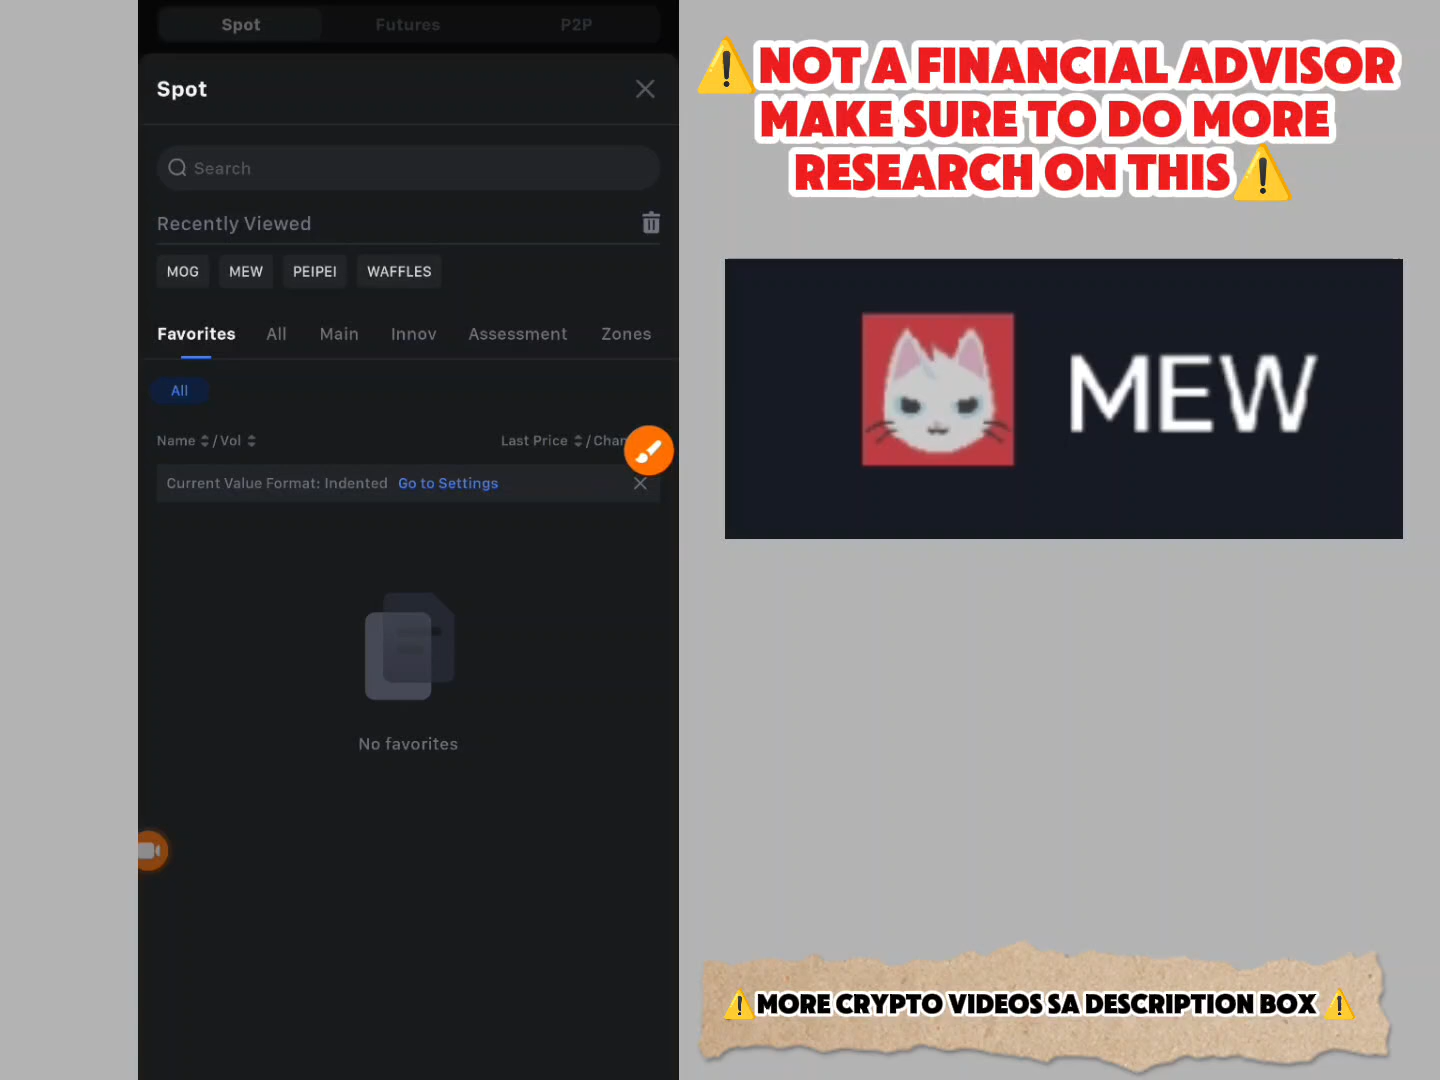 Spot Futures P2P
Spot
Search
Recently Viewed
MOG MEW PEIPEI WAFFLES
Favorites All Main Innov Assessment Zones
All
Name / Vol Last Price / Chan
Current Value Format: Indented Go to Settings
No favorites
⚠️NOT A FINANCIAL ADVISOR
MAKE SURE TO DO MORE
RESEARCH ON THIS⚠️
MEW
⚠️MORE CRYPTO VIDEOS SA DESCRIPTION BOX ⚠️